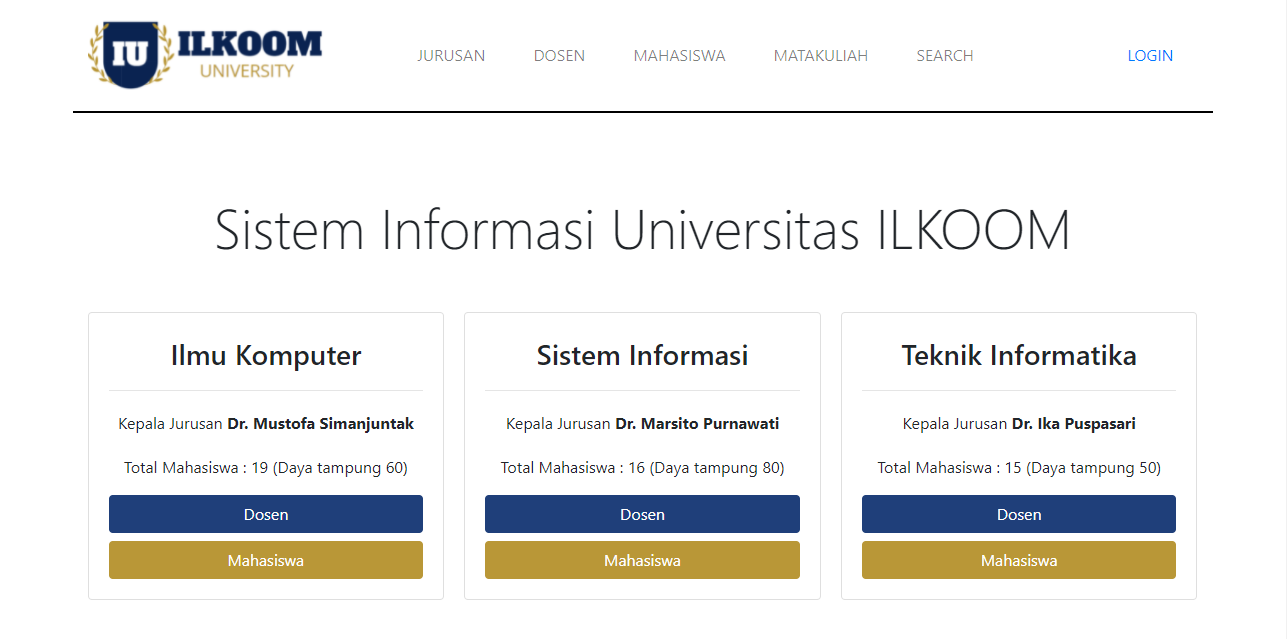 IU ILKOOM
UNIVERSITY
JURUSAN DOSEN MAHASISWA MATAKULIAH SEARCH LOGIN
Sistem Informasi Universitas ILKOOM
Ilmu Komputer
Kepala Jurusan Dr. Mustofa Simanjuntak
Total Mahasiswa : 19 (Daya tampung 60)
Dosen
Mahasiswa
Sistem Informasi
Kepala Jurusan Dr. Marsito Purnawati
Total Mahasiswa : 16 (Daya tampung 80)
Dosen
Mahasiswa
Teknik Informatika
Kepala Jurusan Dr. Ika Puspasari
Total Mahasiswa : 15 (Daya tampung 50)
Dosen
Mahasiswa